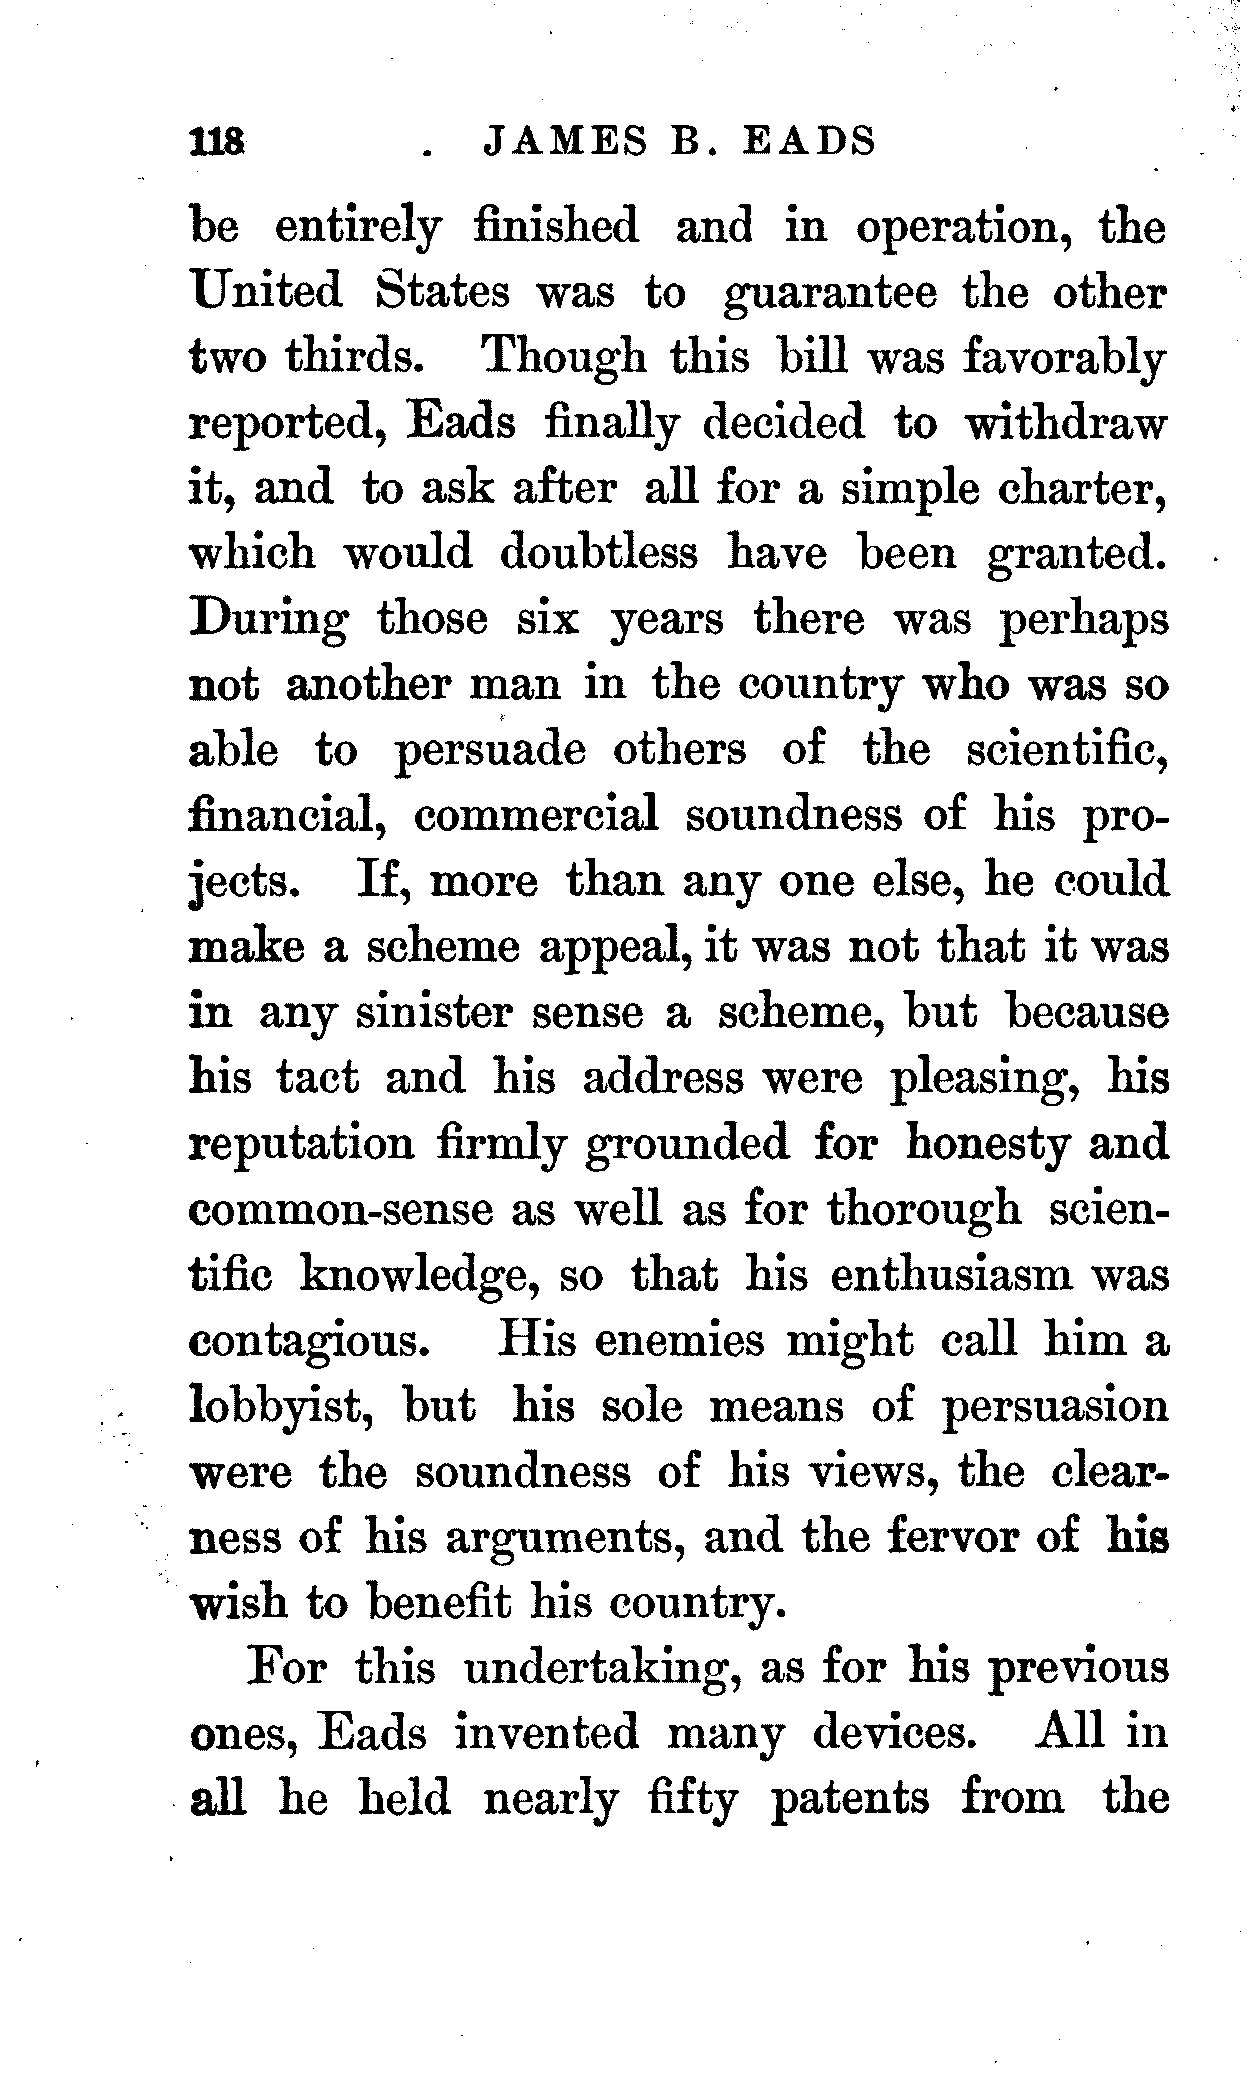 118 JAMES B. EADS
be entirely finished and in operation, the
United States was to guarantee the other
two thirds. Though this bill was favorably
reported, Eads finally decided to withdraw
it, and to ask after all for a simple charter,
which would doubtless have been granted.
During those six years there was perhaps
not another man in the country who was so
able to persuade others of the scientific,
financial, commercial soundness of his pro-
jects. If, more than any one else, he could
make a scheme appeal, it was not that it was
in any sinister sense a scheme, but because
his tact and his address were pleasing, his
reputation firmly grounded for honesty and
common-sense as well as for thorough scien-
tific knowledge, so that his enthusiasm was
contagious. His enemies might call him a
lobbyist, but his sole means of persuasion
were the soundness of his views, the clear-
ness of his arguments, and the fervor of his
wish to benefit his country.
For this undertaking, as for his previous
ones, Eads invented many devices. All in
all he held nearly fifty patents from the